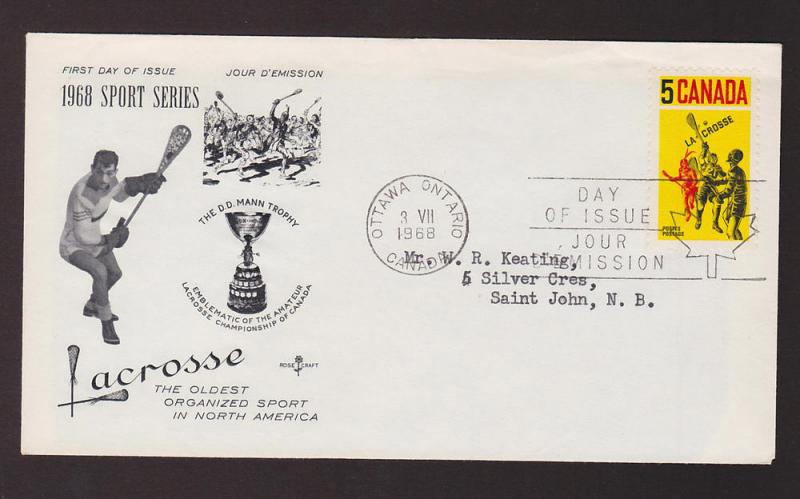 FIRST DAY OF ISSUE
JOUR D'EMISSION
1968 SPORT SERIES
THE D.D. MANN TROPHY
EMBLEMATIC OF THE AMATEUR
LACROSSE CHAMPIONSHIP OF CANADA
Lacrosse
THE OLDEST
ORGANIZED SPORT
IN NORTH AMERICA
ROSE CRAFT
OTTAWA ONTARIO
3 VII
1968
CANADA
DAY
OF ISSUE
JOUR
D'ÉMISSION
Mr. W. R. Keating,
5 Silver Cres,
Saint John, N. B.
5 CANADA
LA CROSSE
POSTES
POSTAGE